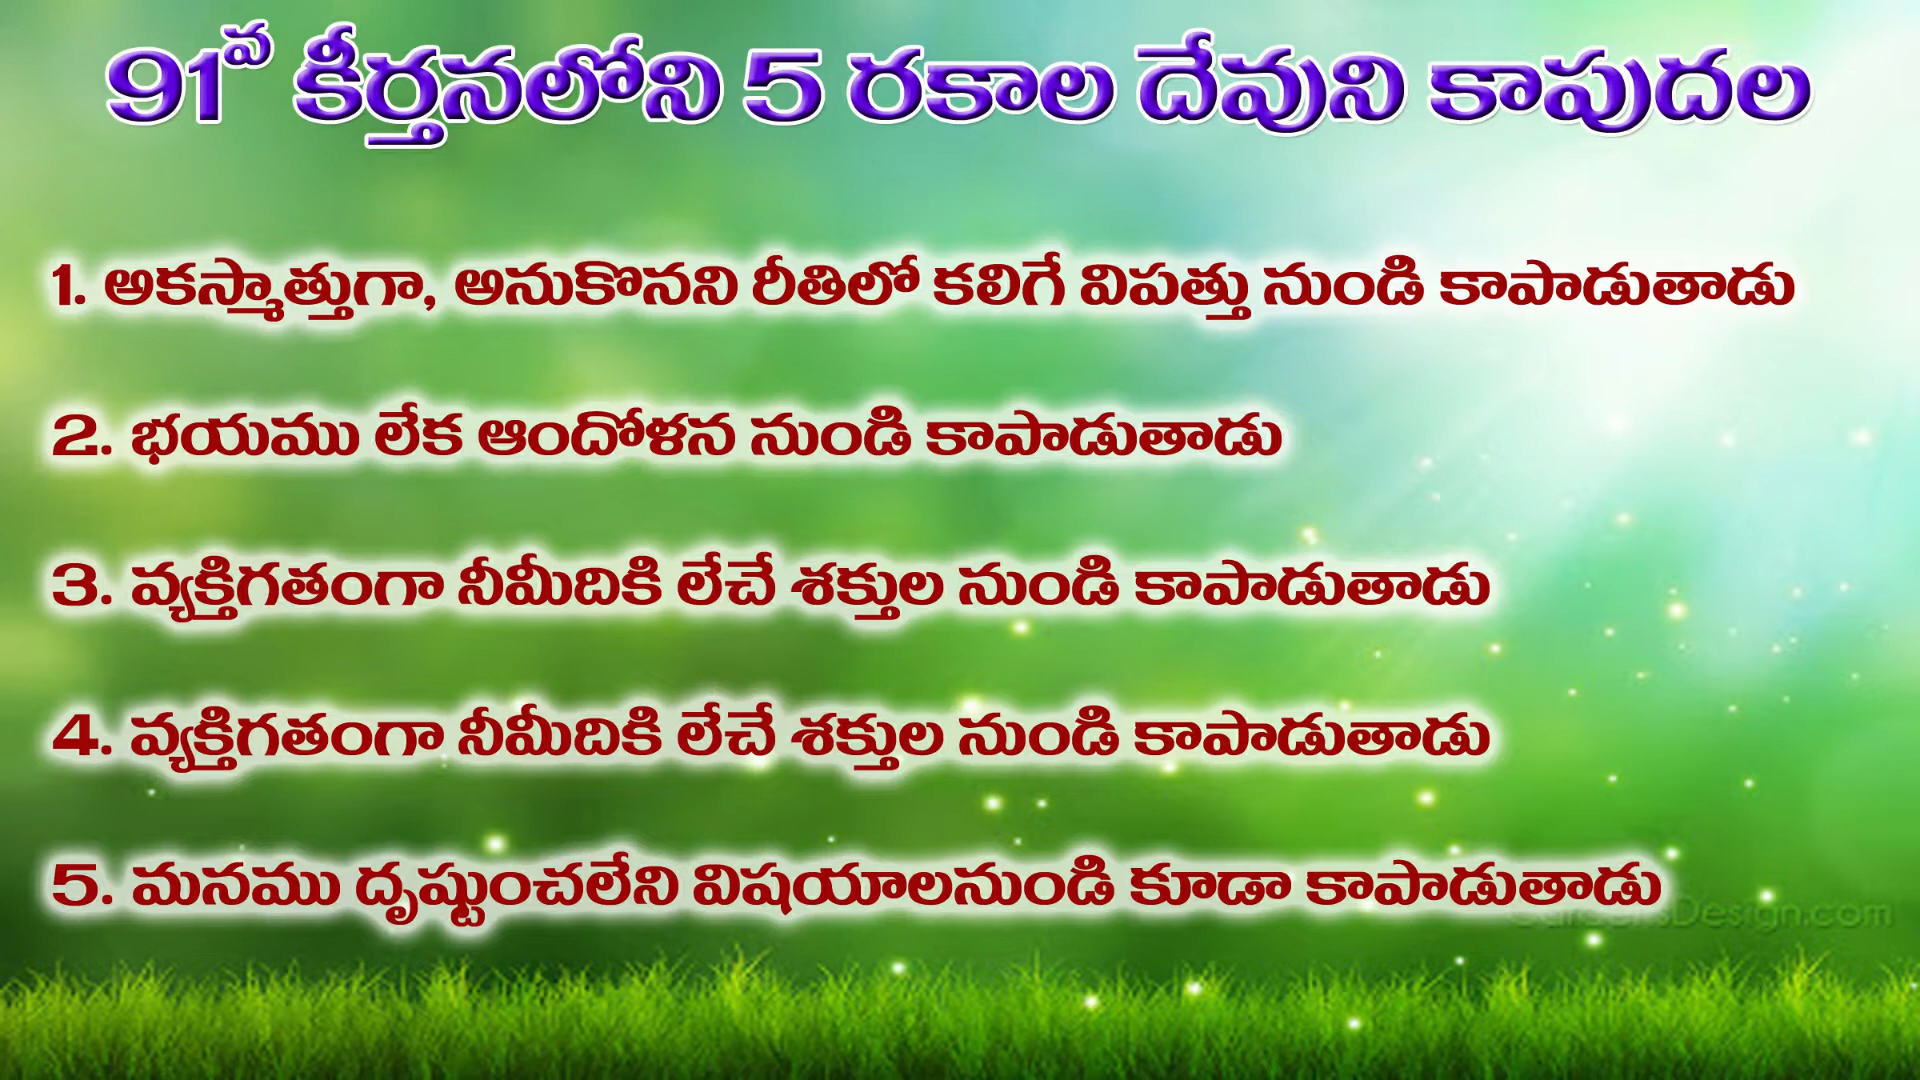 91వ కీర్తనలోని 5 రకాల దేవుని కాపుదల
1. అకస్మాత్తుగా, అనుకొనని రీతిలో కలిగే విపత్తు నుండి కాపాడుతాడు
2. భయము లేక ఆందోళన నుండి కాపాడుతాడు
3. వ్యక్తిగతంగా నీమీదికి లేచే శక్తుల నుండి కాపాడుతాడు
4. వ్యక్తిగతంగా నీమీదికి లేచే శక్తుల నుండి కాపాడుతాడు
5. మనము దృష్టుంచలేని విషయాలనుండి కూడా కాపాడుతాడు